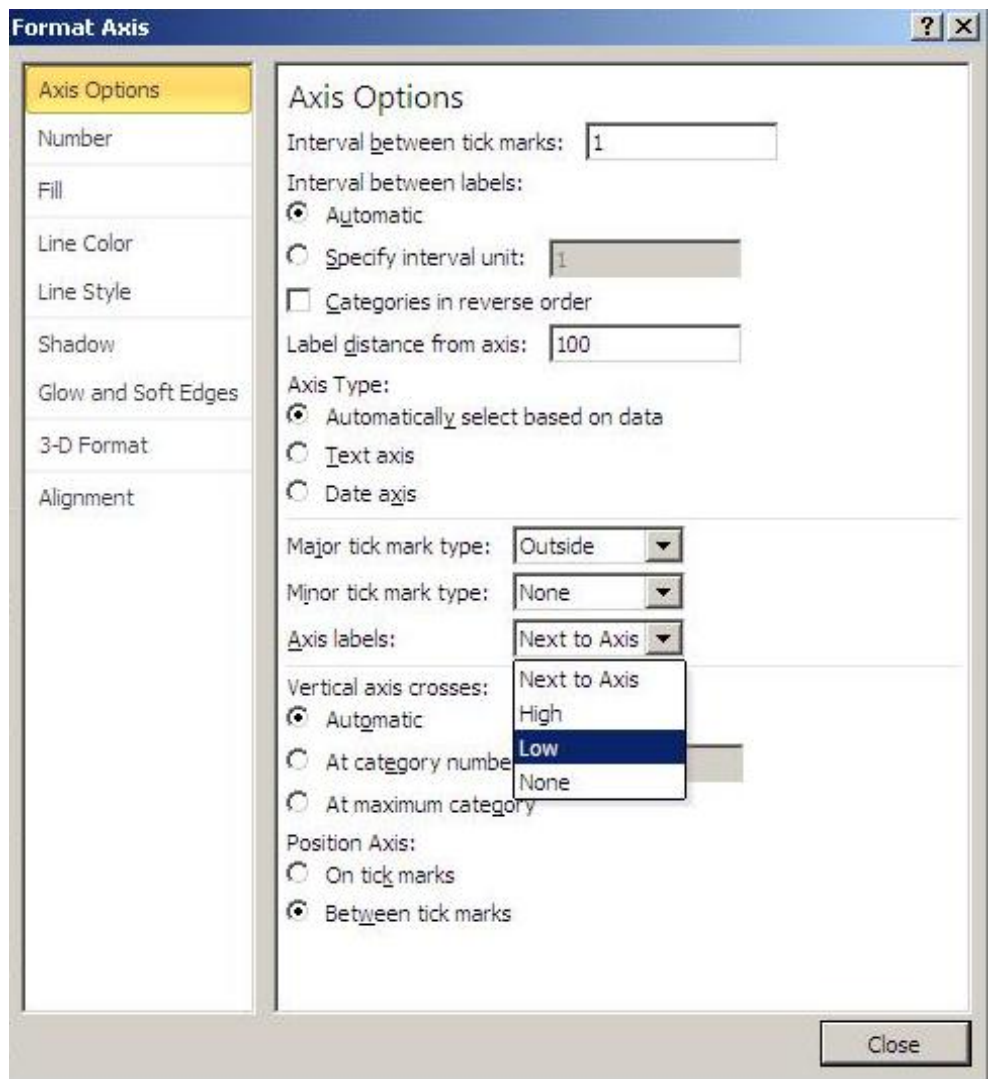 Format Axis
Axis Options
Number
Fill
Line Color
Line Style
Shadow
Glow and Soft Edges
3-D Format
Alignment
Axis Options
Interval between tick marks: 1
Interval between labels:
Automatic
Specify interval unit: 1
Categories in reverse order
Label distance from axis: 100
Axis Type:
Automatically select based on data
Text axis
Date axis
Major tick mark type: Outside
Minor tick mark type: None
Axis labels: Next to Axis
Next to Axis
High
Low
None
Vertical axis crosses:
Automatic
At category numbe
At maximum category
Position Axis:
On tick marks
Between tick marks
Close